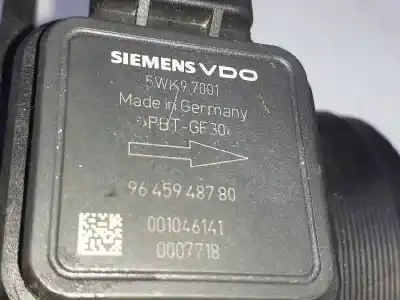 SIEMENS VDO
5WK9 7001
Made in Germany
>PBT-GF30<
96 459 487 80
001046141
0007718